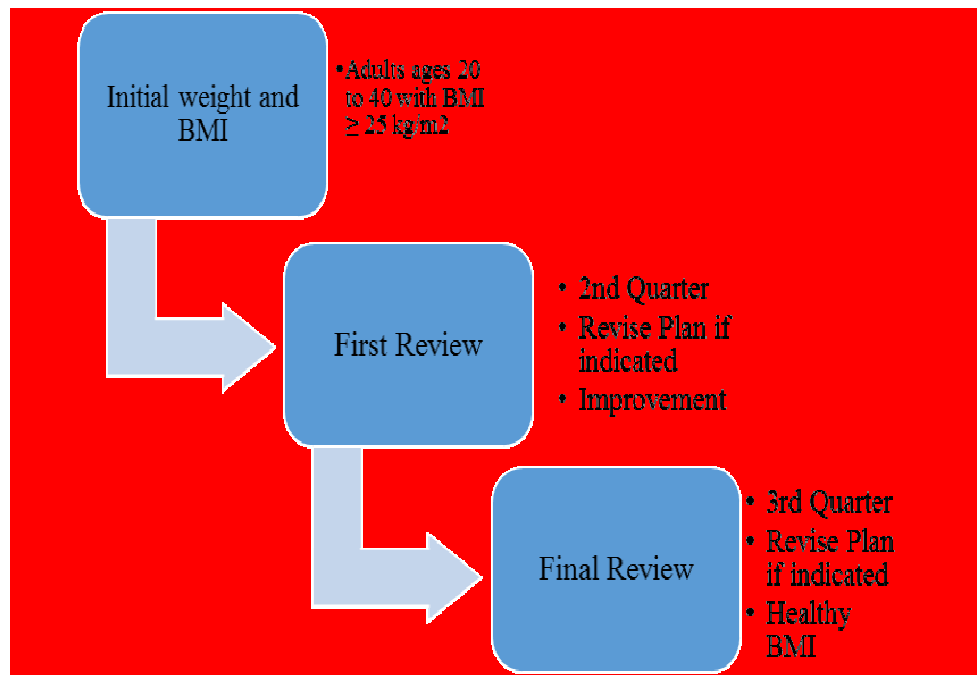 Initial weight and
BMI
•Adults ages 20
to 40 with BMI
≥ 25 kg/m2
First Review
• 2nd Quarter
• Revise Plan if
indicated
• Improvement
Final Review
• 3rd Quarter
• Revise Plan
if indicated
• Healthy
BMI